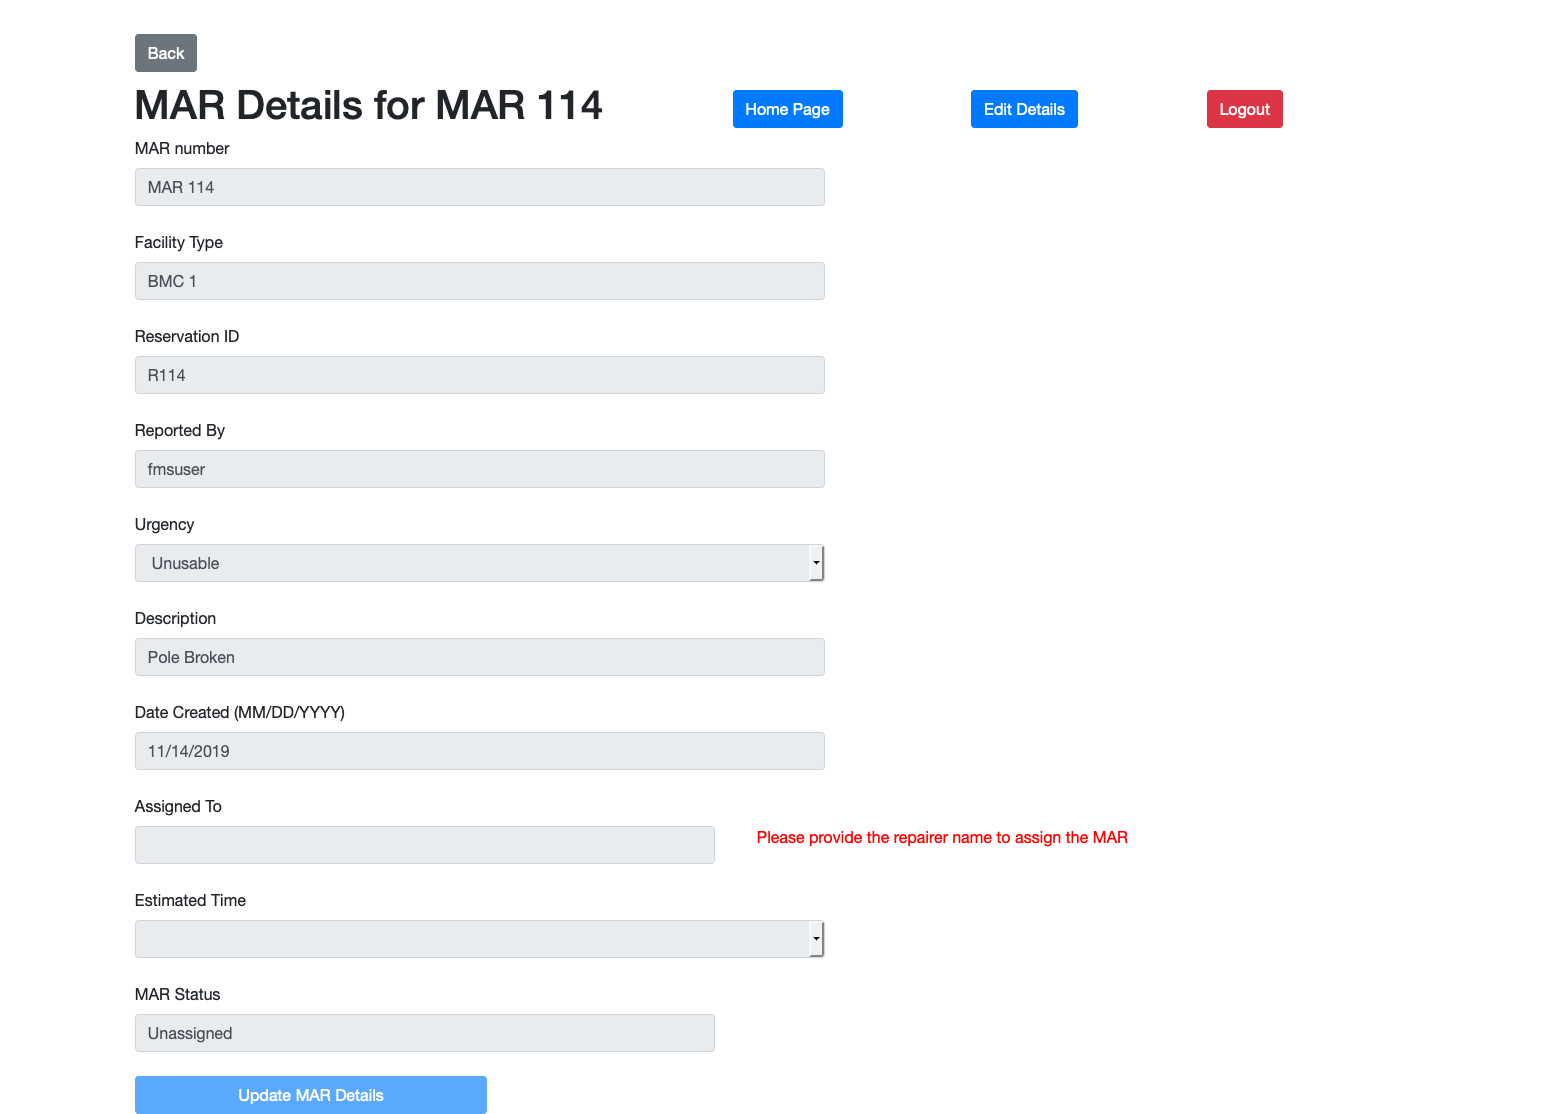 Back
MAR Details for MAR 114
Home Page
Edit Details
Logout
MAR number
MAR 114
Facility Type
BMC 1
Reservation ID
R114
Reported By
fmsuser
Urgency
Unusable
Description
Pole Broken
Date Created (MM/DD/YYYY)
11/14/2019
Assigned To
Please provide the repairer name to assign the MAR
Estimated Time
MAR Status
Unassigned
Update MAR Details